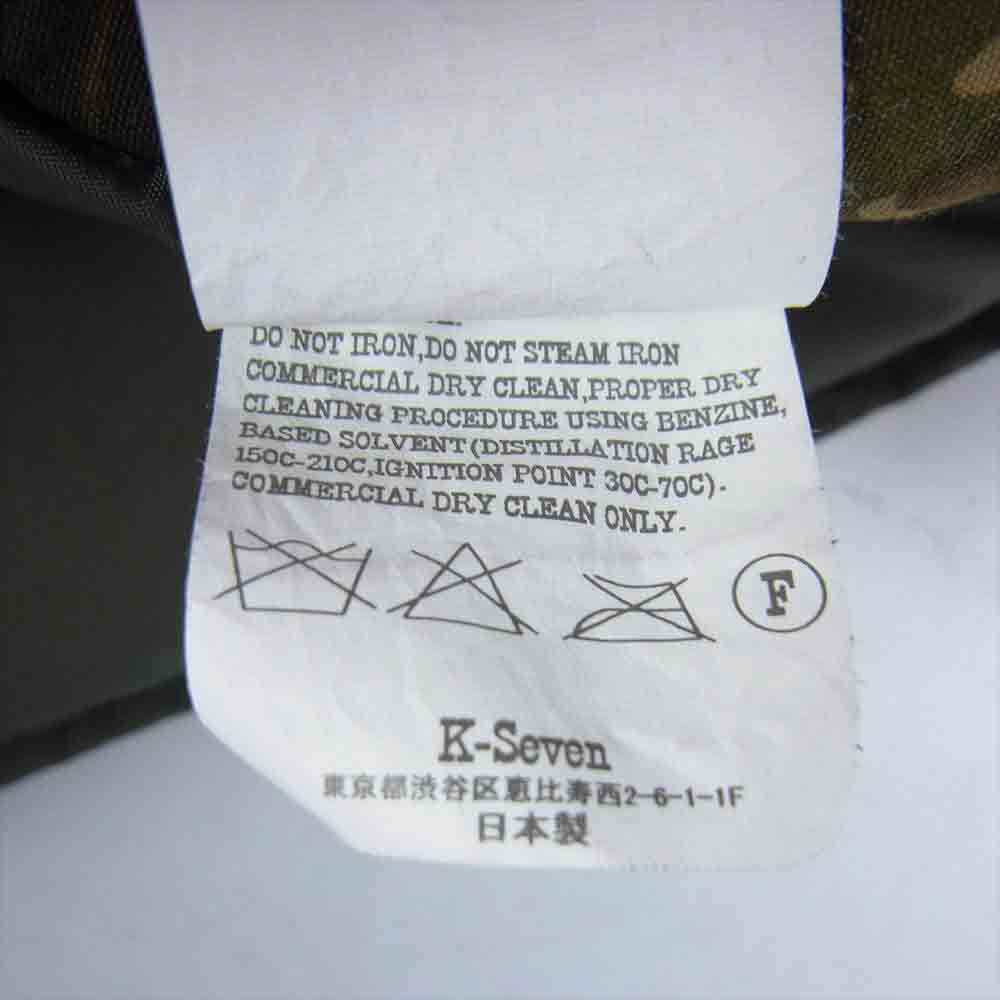 DO NOT IRON,DO NOT STEAM IRON
COMMERCIAL DRY CLEAN,PROPER DRY
CLEANING PROCEDURE USING BENZINE,
BASED SOLVENT(DISTILLATION RAGE
150C-210C,IGNITION POINT 30C-70C).
COMMERCIAL DRY CLEAN ONLY.
F
K-Seven
東京都渋谷区恵比寿西2-6-1-1F
日本製